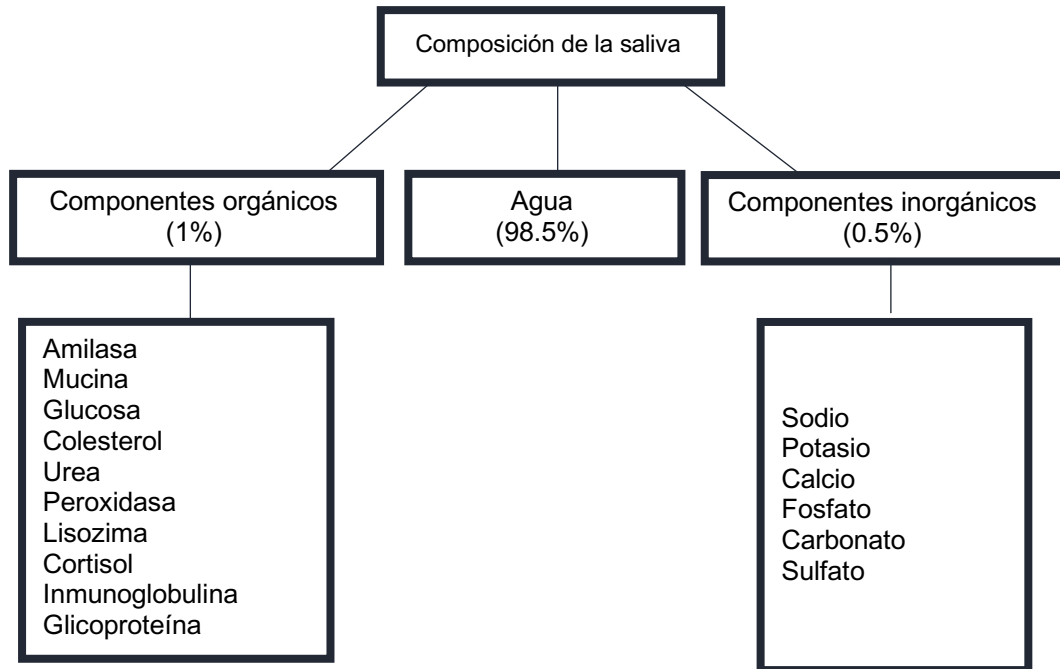 Composición de la saliva
Componentes orgánicos
(1%)
Agua
(98.5%)
Componentes inorgánicos
(0.5%)
Amilasa
Mucina
Glucosa
Colesterol
Urea
Peroxidasa
Lisozima
Cortisol
Inmunoglobulina
Glicoproteína
Sodio
Potasio
Calcio
Fosfato
Carbonato
Sulfato